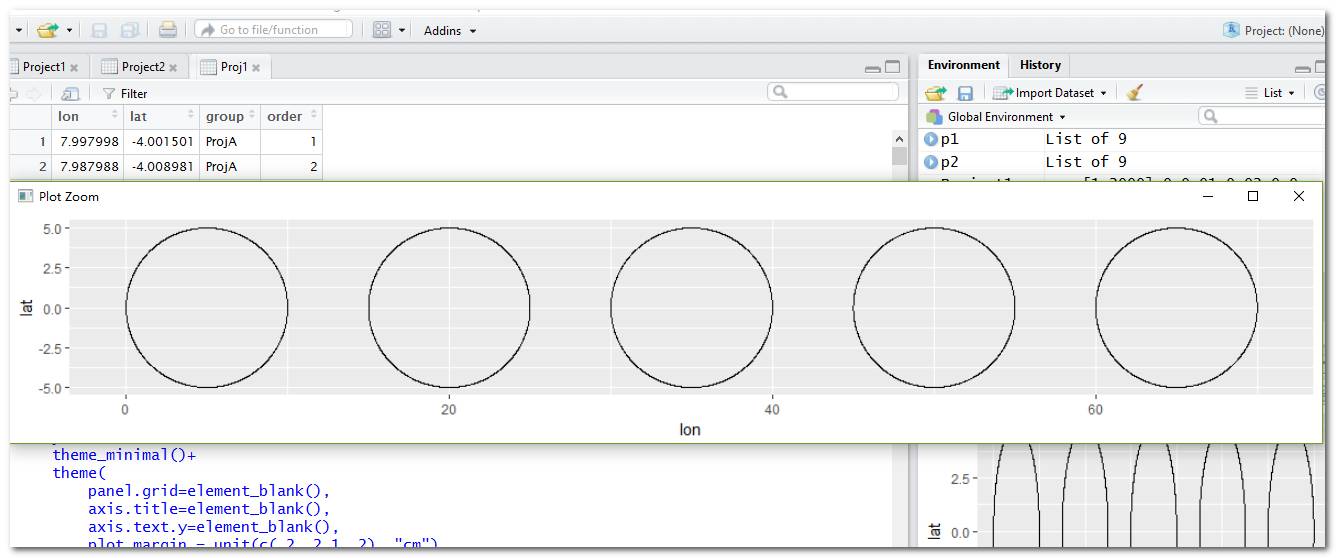 Go to file/function
Addins
Project: (None)
Project1
Project2
Proj1
Filter
lon lat group order
1 7.997998 -4.001501 ProjA 1
2 7.987988 -4.008981 ProjA 2
Environment History
Import Dataset
List
Global Environment
p1 List of 9
p2 List of 9
Plot Zoom
5.0
2.5
0.0
-2.5
-5.0
lat
0 20 40 60
lon
theme_minimal()+
theme(
panel.grid=element_blank(),
axis.title=element_blank(),
axis.text.y=element_blank(),
2.5
0.0
lat